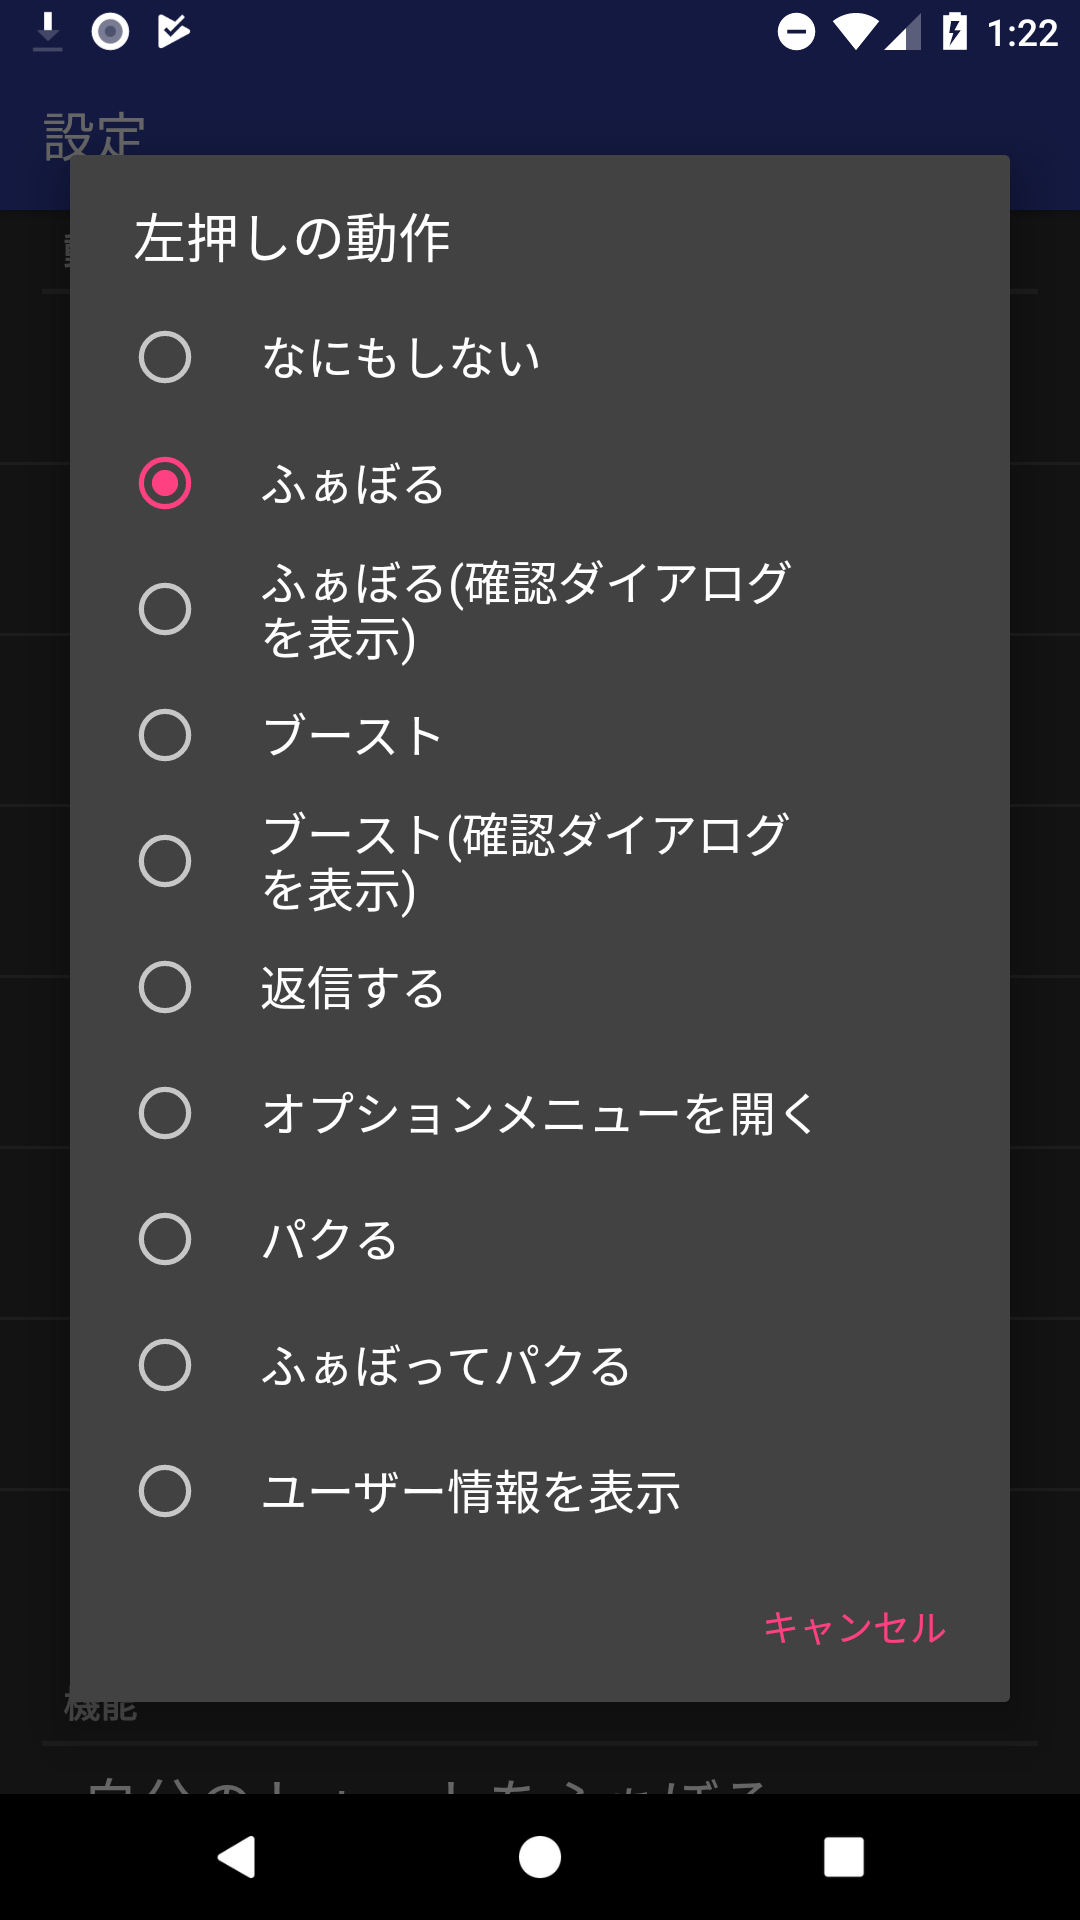 1:22
設定
左押しの動作
なにもしない
ふぁぼる
ふぁぼる(確認ダイアログ
を表示)
ブースト
ブースト(確認ダイアログ
を表示)
返信する
オプションメニューを開く
パクる
ふぁぼってパクる
ユーザー情報を表示
キャンセル
機能